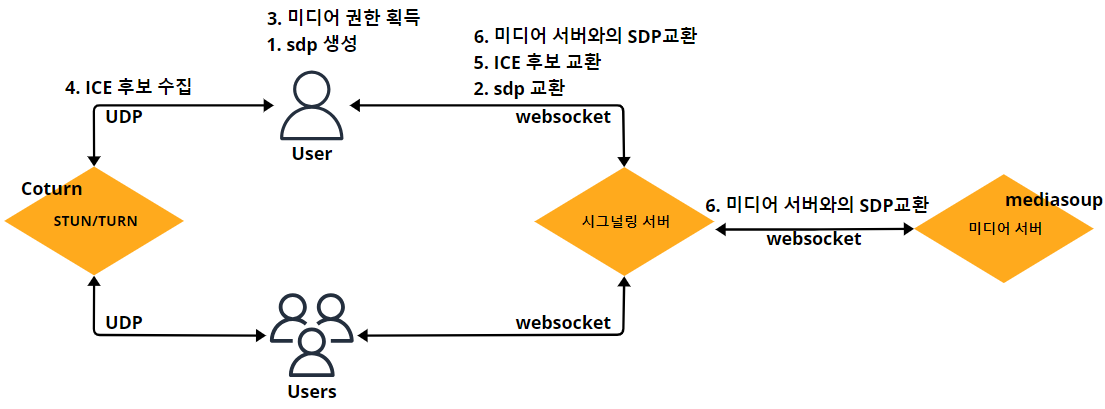 3. 미디어 권한 획득
1. sdp 생성
6. 미디어 서버와의 SDP교환
5. ICE 후보 교환
2. sdp 교환
4. ICE 후보 수집
UDP
websocket
User
Coturn
STUN/TURN
시그널링 서버
6. 미디어 서버와의 SDP교환
websocket
mediasoup
미디어 서버
UDP
websocket
Users